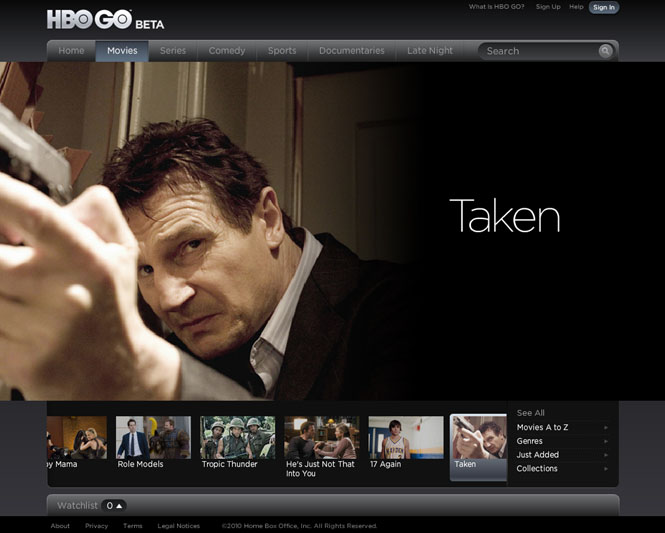 HBO GO BETA
What Is HBO GO? Sign Up Help Sign In
Home Movies Series Comedy Sports Documentaries Late Night Search
Taken
See All
Movies A to Z
Genres
Just Added
Collections
by Mama
Role Models
Tropic Thunder
He's Just Not That
Into You
17 Again
Taken
Watchlist 0
About Privacy Terms Legal Notices ©2010 Home Box Office, Inc. All Rights Reserved.